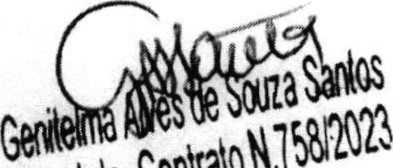 Genitelma Alves de Souza Santos
Contrato N.758/2023